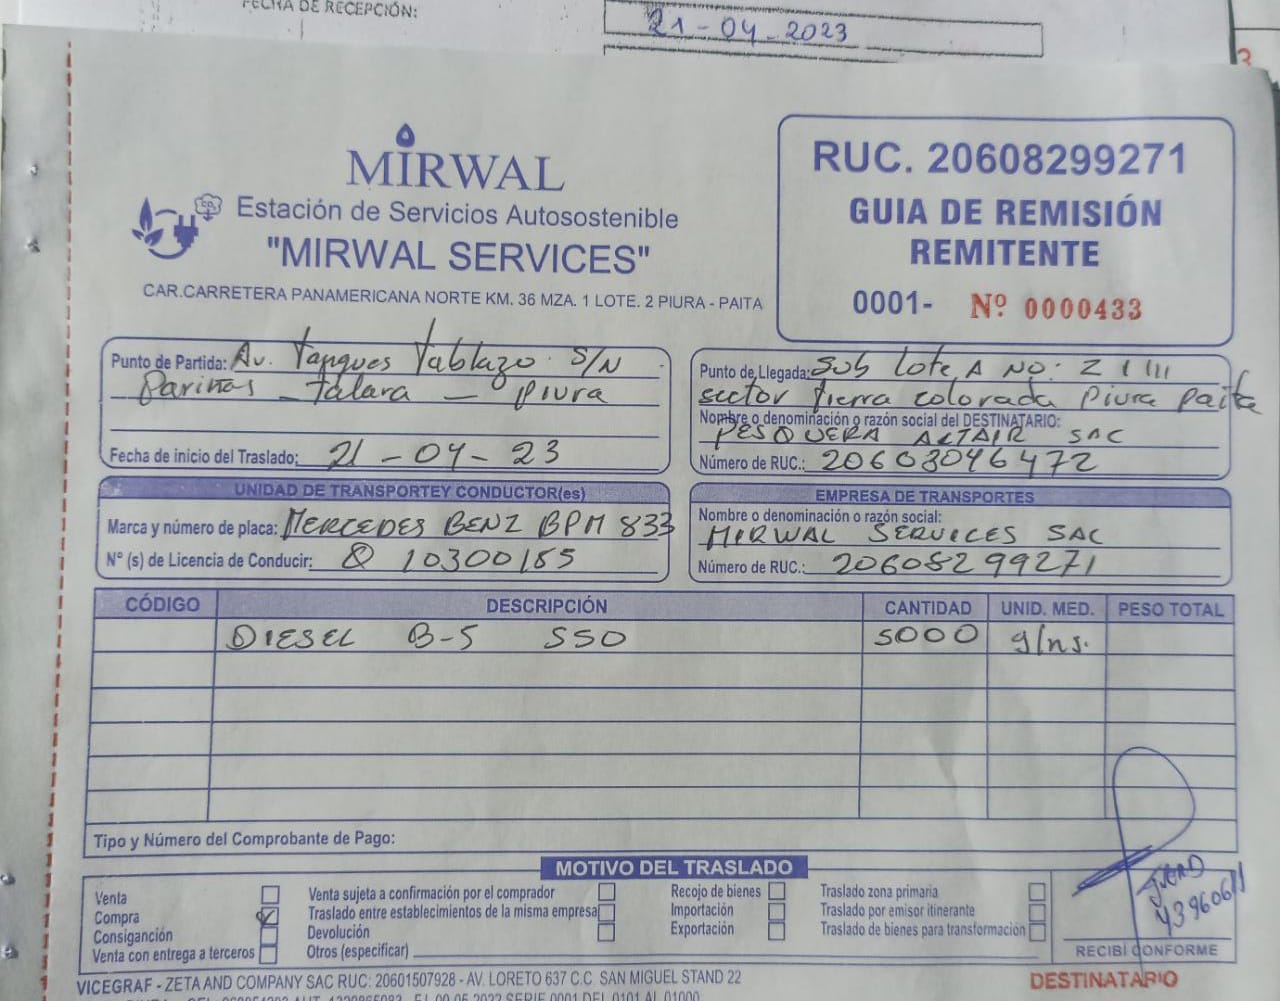 FECHA DE RECEPCIÓN:
21-04-2023
MIRWAL
Estación de Servicios Autosostenible
"MIRWAL SERVICES"
CAR.CARRETERA PANAMERICANA NORTE KM. 36 MZA. 1 LOTE. 2 PIURA - PAITA
RUC. 20608299271
GUIA DE REMISIÓN
REMITENTE
0001- Nº 0000433
Punto de Partida: Av. Tanques Tablazo S/N
Pariñas - Talara - Piura
Fecha de inicio del Traslado: 21-04-23
Punto de Llegada: Sub Lote A NO:
sector tierra colorada Piura Paita
Nombre o denominación o razón social del DESTINATARIO:
PESQUERA ALTAIR SAC
Número de RUC.: 20603046472
UNIDAD DE TRANSPORTEY CONDUCTOR(es)
Marca y número de placa: MERCEDES BENZ BPM 833
N° (s) de Licencia de Conducir: Q 10300185
EMPRESA DE TRANSPORTES
Nombre o denominación o razón social:
MIRWAL SERVICES SAC
Número de RUC.: 20608299271
CÓDIGO DESCRIPCIÓN CANTIDAD UNID. MED. PESO TOTAL
DIESEL B-5 S50 5000 glns.
Tipo y Número del Comprobante de Pago:
MOTIVO DEL TRASLADO
Venta
Compra
Consiganción
Venta con entrega a terceros
Venta sujeta a confirmación por el comprador
Traslado entre establecimientos de la misma empresa
Devolución
Otros (especificar)
Recojo de bienes
Importación
Exportación
Traslado zona primaria
Traslado por emisor itinerante
Traslado de bienes para transformación
RECIBI CONFORME
DESTINATARIO
VICEGRAF - ZETA AND COMPANY SAC RUC: 20601507928 - AV. LORETO 637 C.C. SAN MIGUEL STAND 22